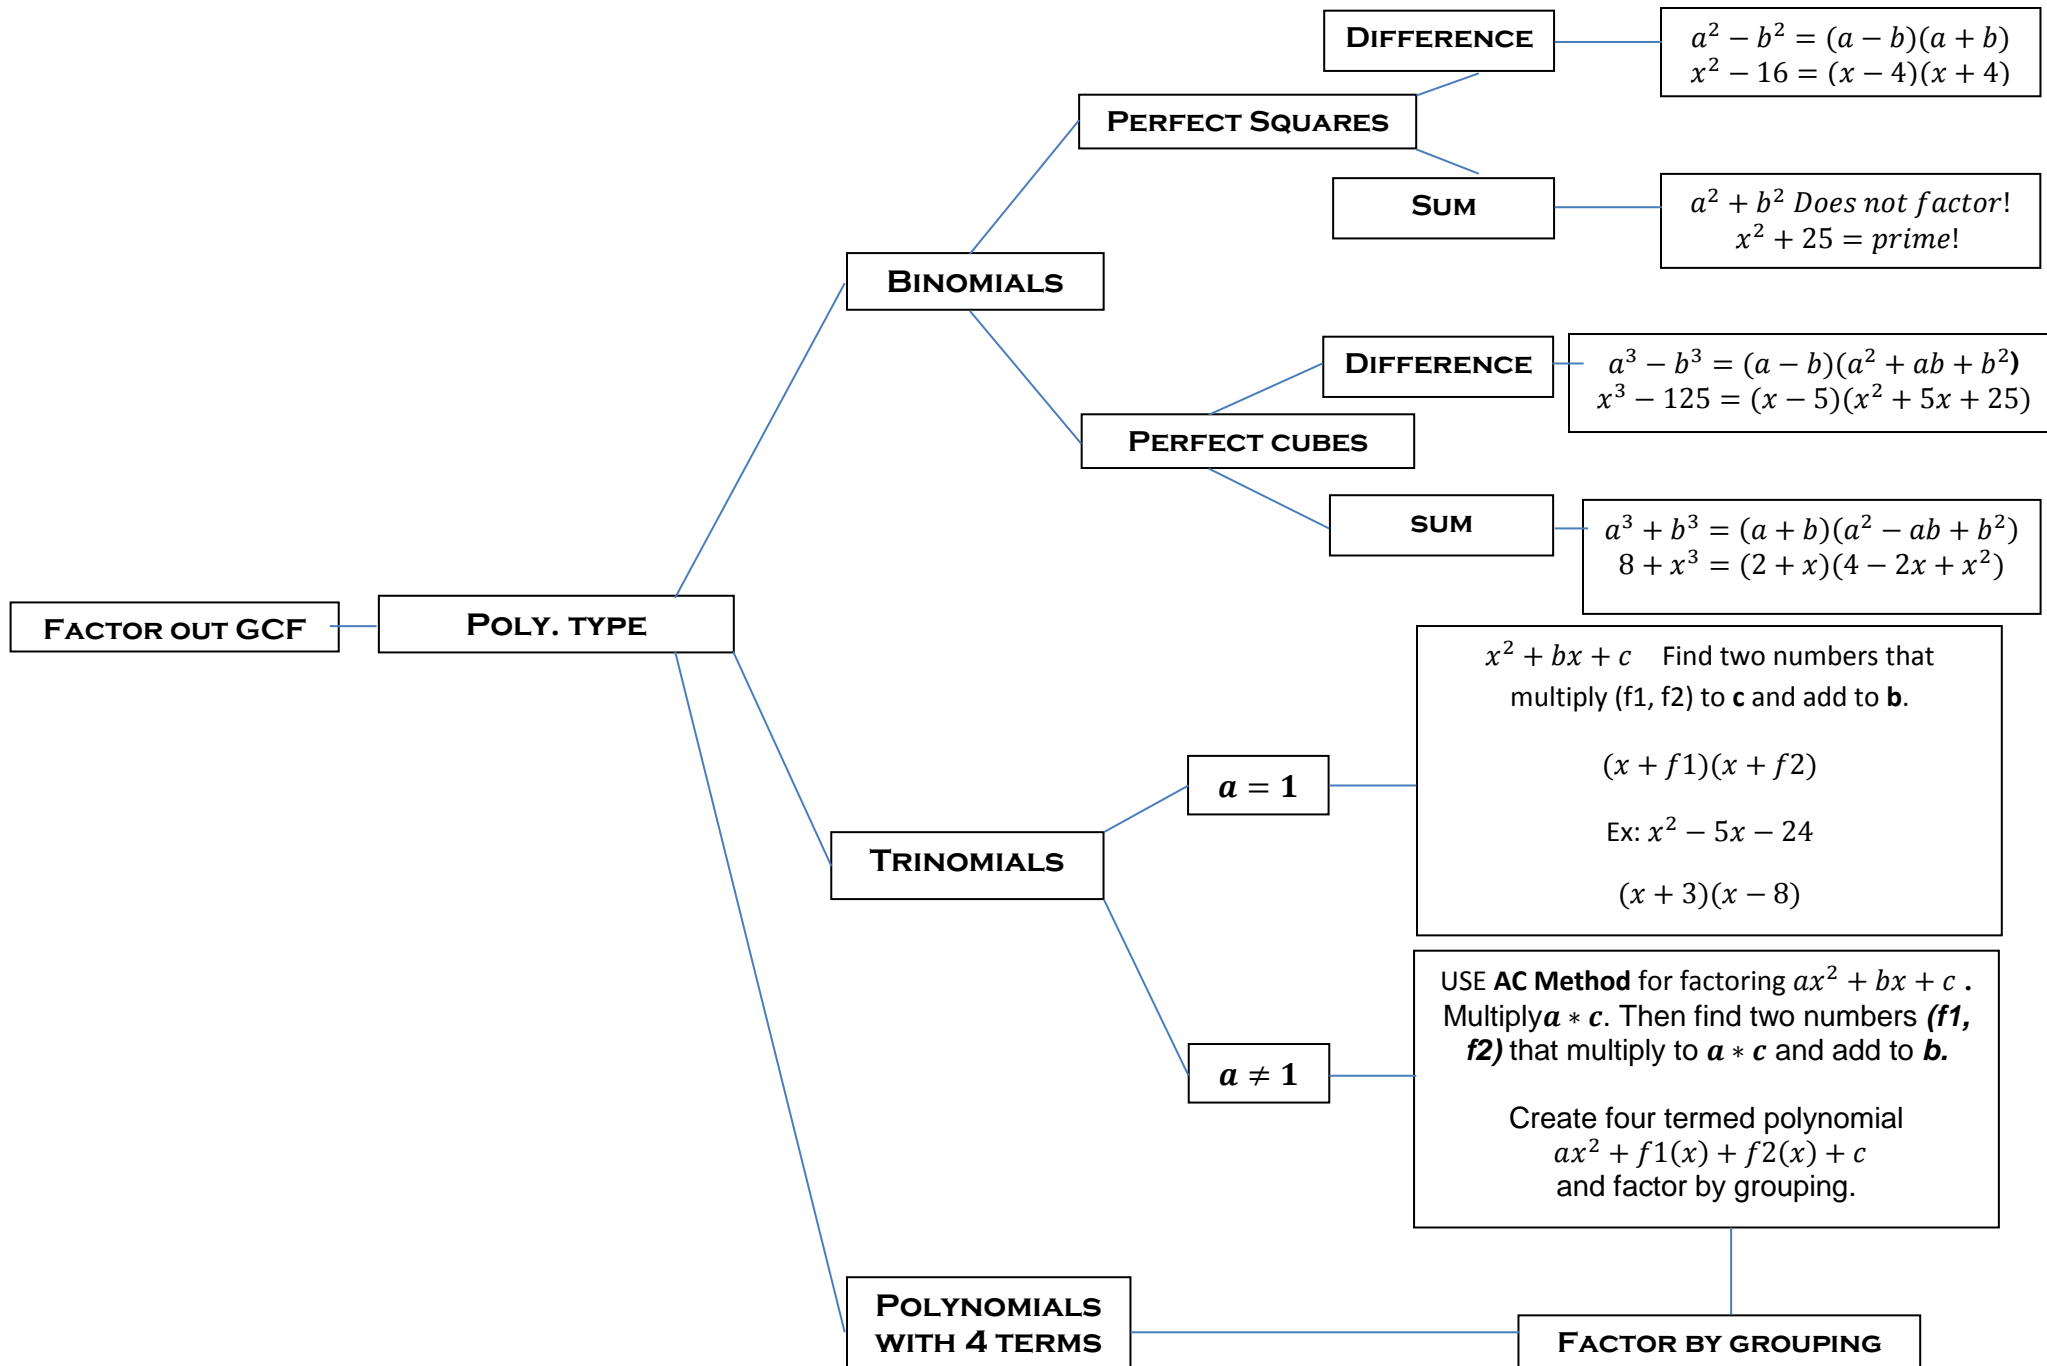 DIFFERENCE
a² − b² = (a − b)(a + b)
x² − 16 = (x − 4)(x + 4)
PERFECT SQUARES
SUM
a² + b² Does not factor!
x² + 25 = prime!
BINOMIALS
DIFFERENCE
a³ − b³ = (a − b)(a² + ab + b²)
x³ − 125 = (x − 5)(x² + 5x + 25)
PERFECT CUBES
SUM
a³ + b³ = (a + b)(a² − ab + b²)
8 + x³ = (2 + x)(4 − 2x + x²)
FACTOR OUT GCF
POLY. TYPE
x² + bx + c Find two numbers that
multiply (f1, f2) to c and add to b.
(x + f1)(x + f2)
Ex: x² − 5x − 24
(x + 3)(x − 8)
a = 1
TRINOMIALS
USE AC Method for factoring ax² + bx + c .
Multiply a ∗ c. Then find two numbers (f1,
f2) that multiply to a ∗ c and add to b.
Create four termed polynomial
ax² + f1(x) + f2(x) + c
and factor by grouping.
a ≠ 1
POLYNOMIALS
WITH 4 TERMS
FACTOR BY GROUPING